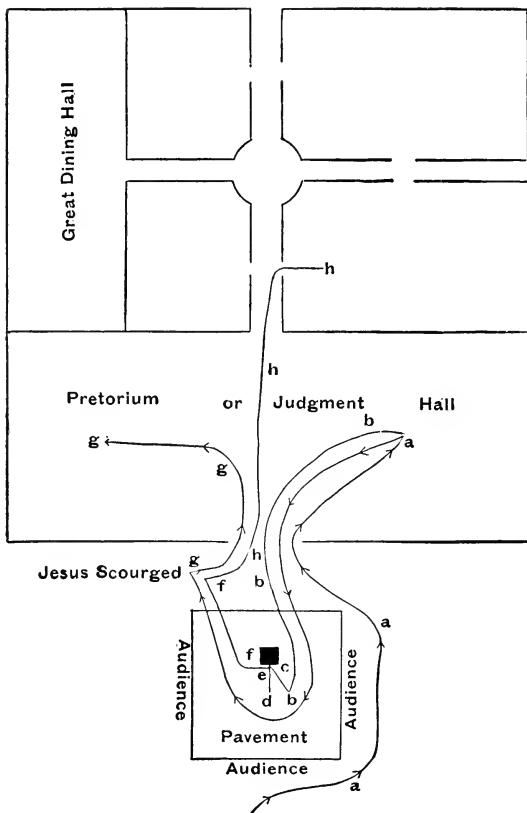 Great Dining Hall
h
h
Pretorium or Judgment Hall
b
g a
g
h
Jesus Scourged g
f b
a
Audience
f
c
e
d b
Audience
Pavement
Audience
a